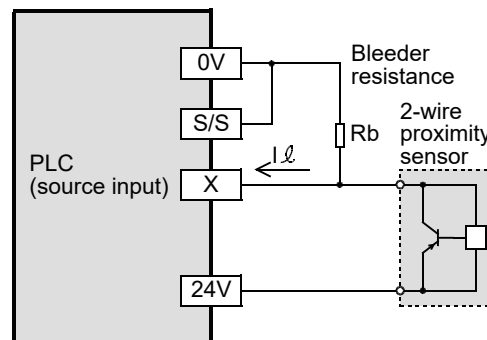 0V
S/S
X
24V
PLC
(source input)
Iℓ
Bleeder
resistance
Rb
2-wire
proximity
sensor